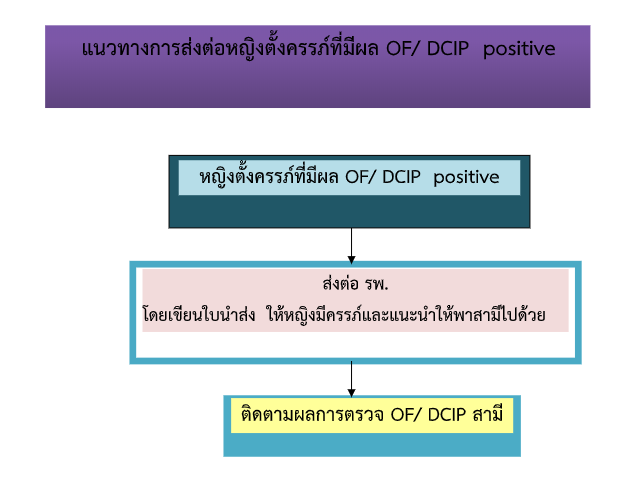 แนวทางการส่งต่อหญิงตั้งครรภ์ที่มีผล OF/ DCIP positive
หญิงตั้งครรภ์ที่มีผล OF/ DCIP positive
ส่งต่อ รพ.
โดยเขียนใบนำส่ง ให้หญิงมีครรภ์และแนะนำให้พาสามีไปด้วย
ติดตามผลการตรวจ OF/ DCIP สามี